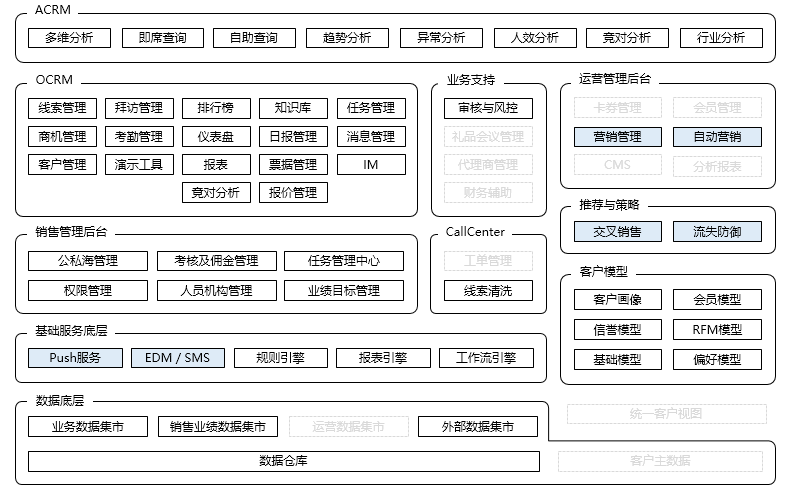 ACRM
多维分析 即席查询 自助查询 趋势分析 异常分析 人效分析 竞对分析 行业分析
OCRM
线索管理 拜访管理 排行榜 知识库 任务管理
商机管理 考勤管理 仪表盘 日报管理 消息管理
客户管理 演示工具 报表 票据管理 IM
竞对分析 报价管理
业务支持
审核与风控
礼品会议管理
代理商管理
财务辅助
运营管理后台
卡券管理 会员管理
营销管理 自动营销
CMS 分析报表
推荐与策略
交叉销售 流失防御
销售管理后台
公私海管理 考核及佣金管理 任务管理中心
权限管理 人员机构管理 业绩目标管理
CallCenter
工单管理
线索清洗
客户模型
客户画像 会员模型
信誉模型 RFM模型
基础模型 偏好模型
基础服务底层
Push服务 EDM / SMS 规则引擎 报表引擎 工作流引擎
数据底层
业务数据集市 销售业绩数据集市 运营数据集市 外部数据集市
统一客户视图
数据仓库
客户主数据